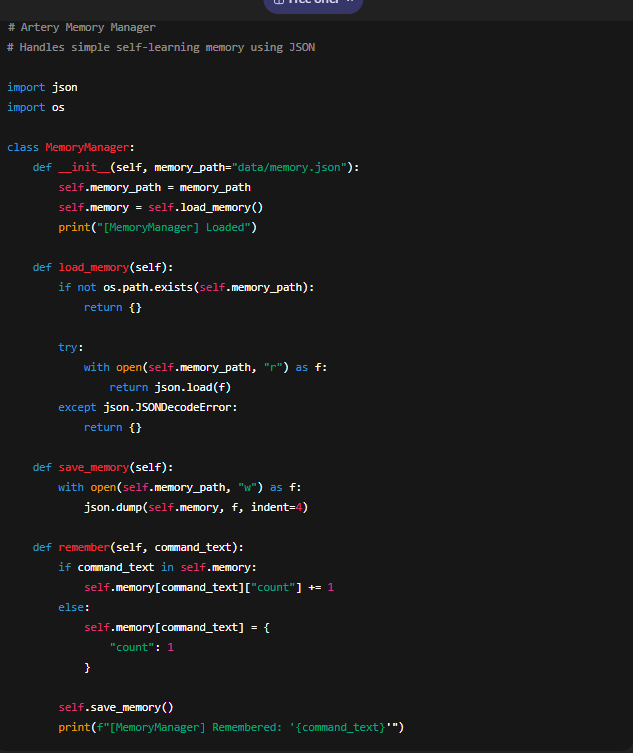 # Artery Memory Manager
# Handles simple self-learning memory using JSON

import json
import os

class MemoryManager:
    def __init__(self, memory_path="data/memory.json"):
        self.memory_path = memory_path
        self.memory = self.load_memory()
        print("[MemoryManager] Loaded")

    def load_memory(self):
        if not os.path.exists(self.memory_path):
            return {}

        try:
            with open(self.memory_path, "r") as f:
                return json.load(f)
        except json.JSONDecodeError:
            return {}

    def save_memory(self):
        with open(self.memory_path, "w") as f:
            json.dump(self.memory, f, indent=4)

    def remember(self, command_text):
        if command_text in self.memory:
            self.memory[command_text]["count"] += 1
        else:
            self.memory[command_text] = {
                "count": 1
            }

        self.save_memory()
        print(f"[MemoryManager] Remembered: '{command_text}'")